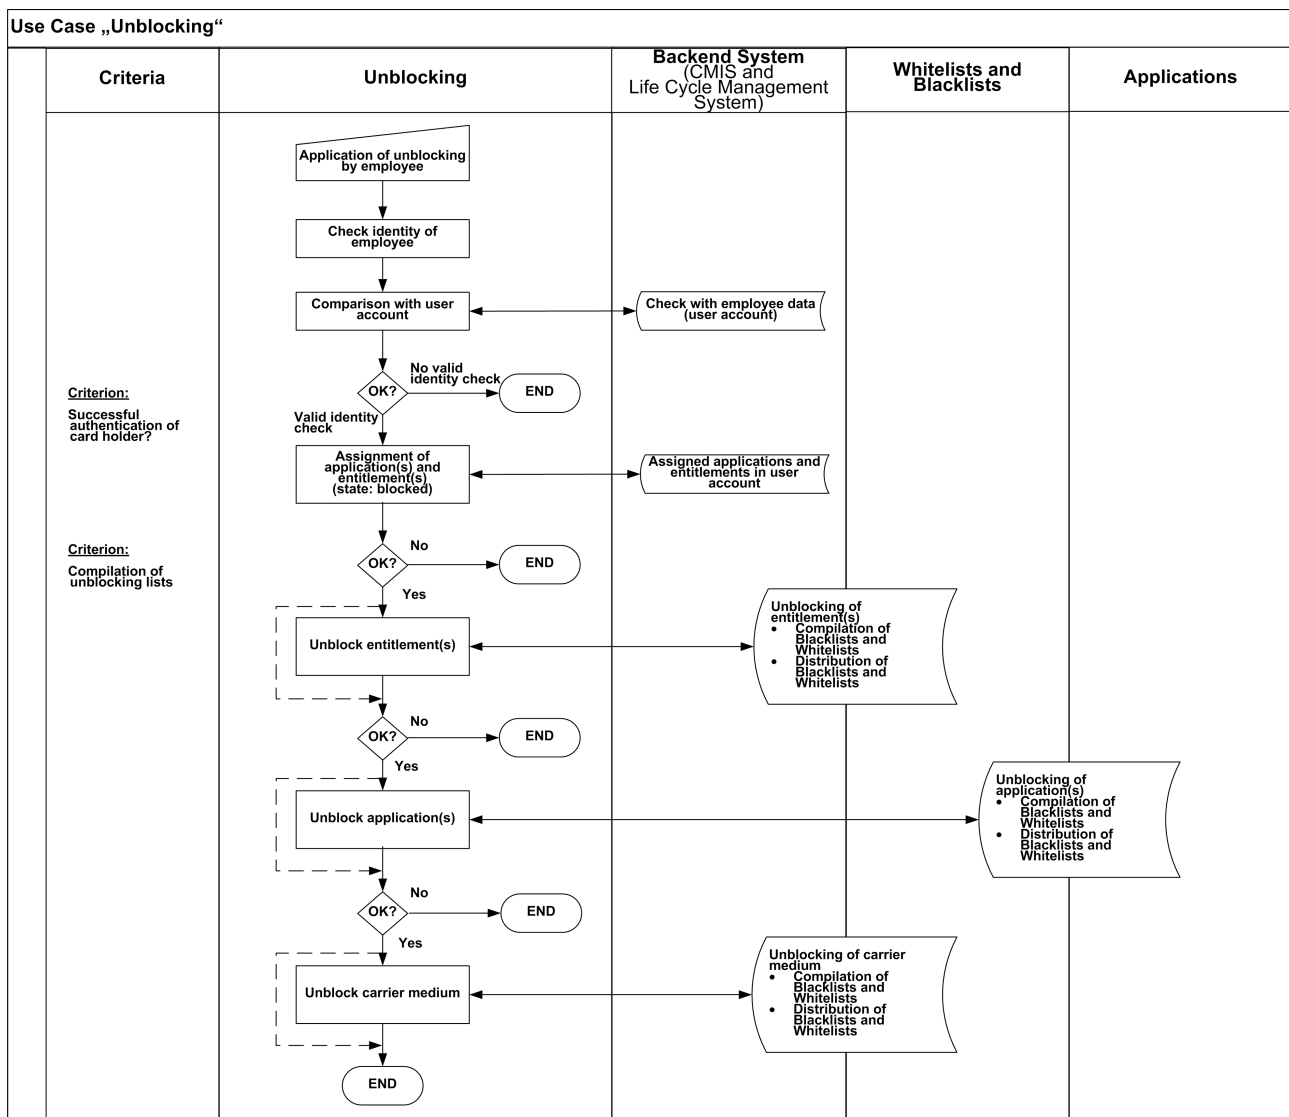 Use Case „Unblocking“
Criteria
Unblocking
Backend System
(CMIS and
Life Cycle Management
System)
Whitelists and
Blacklists
Applications
Application of unblocking
by employee
Check identity of
employee
Comparison with user
account
Check with employee data
(user account)
No valid
identity check
OK?
END
Criterion:
Successful
authentication of
card holder?
Valid identity
check
Assignment of
application(s) and
entitlement(s)
(state: blocked)
Assigned applications and
entitlements in user
account
Criterion:
Compilation of
unblocking lists
No
OK?
END
Yes
Unblock entitlement(s)
Unblocking of
entitlement(s)
• Compilation of
Blacklists and
Whitelists
• Distribution of
Blacklists and
Whitelists
No
OK?
END
Yes
Unblock application(s)
Unblocking of
application(s)
• Compilation of
Blacklists and
Whitelists
• Distribution of
Blacklists and
Whitelists
No
OK?
END
Yes
Unblock carrier medium
Unblocking of carrier
medium
• Compilation of
Blacklists and
Whitelists
• Distribution of
Blacklists and
Whitelists
END